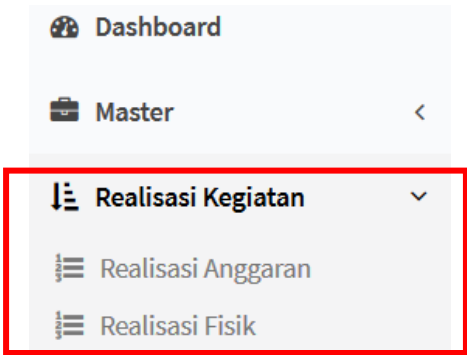 Dashboard
Master
Realisasi Kegiatan
Realisasi Anggaran
Realisasi Fisik